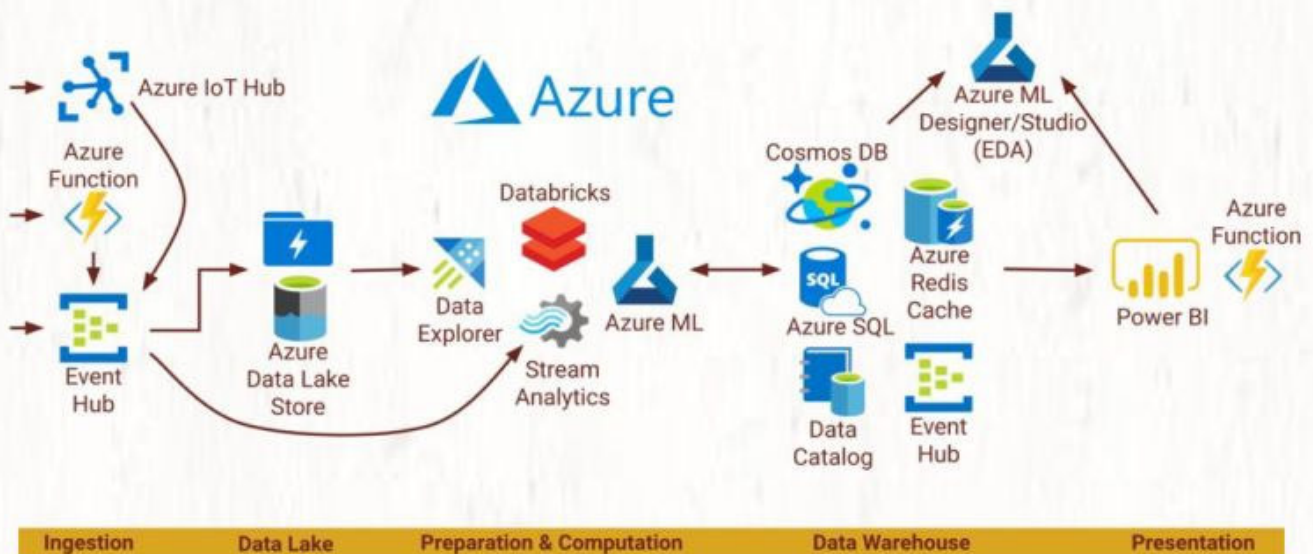 Azure IoT Hub
Azure
Function
Event
Hub
Azure
Data Lake
Store
Azure
Databricks
Data
Explorer
Stream
Analytics
Azure ML
Cosmos DB
SQL
Azure SQL
Data
Catalog
Azure
Redis
Cache
Event
Hub
Azure ML
Designer/Studio
(EDA)
Power BI
Azure
Function
Ingestion
Data Lake
Preparation & Computation
Data Warehouse
Presentation